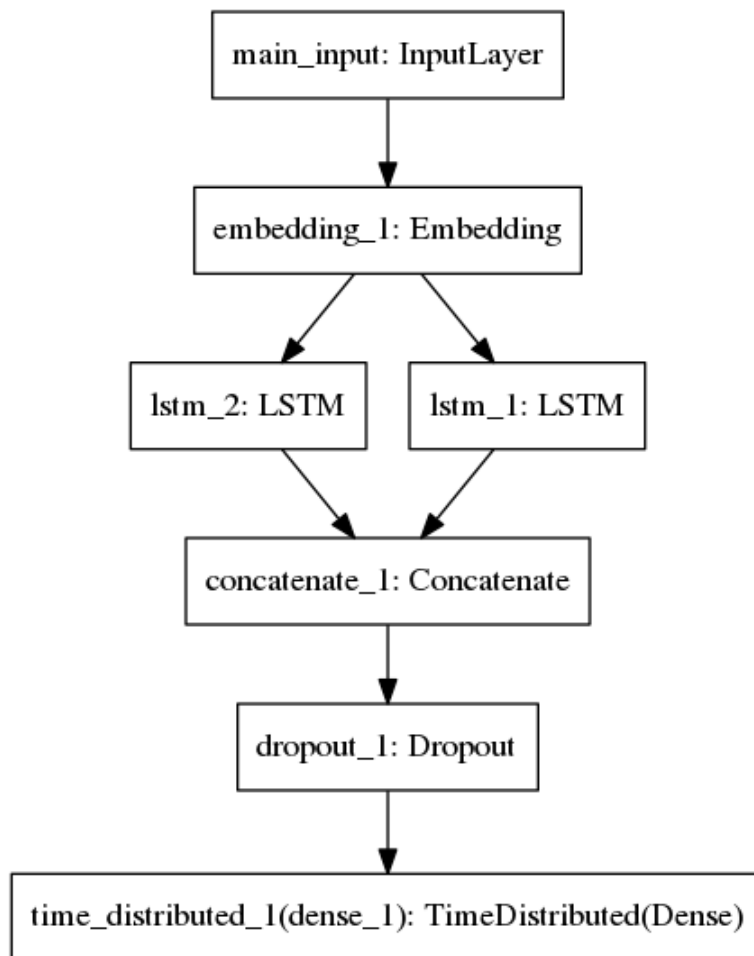 main_input: InputLayer
embedding_1: Embedding
lstm_2: LSTM
lstm_1: LSTM
concatenate_1: Concatenate
dropout_1: Dropout
time_distributed_1(dense_1): TimeDistributed(Dense)